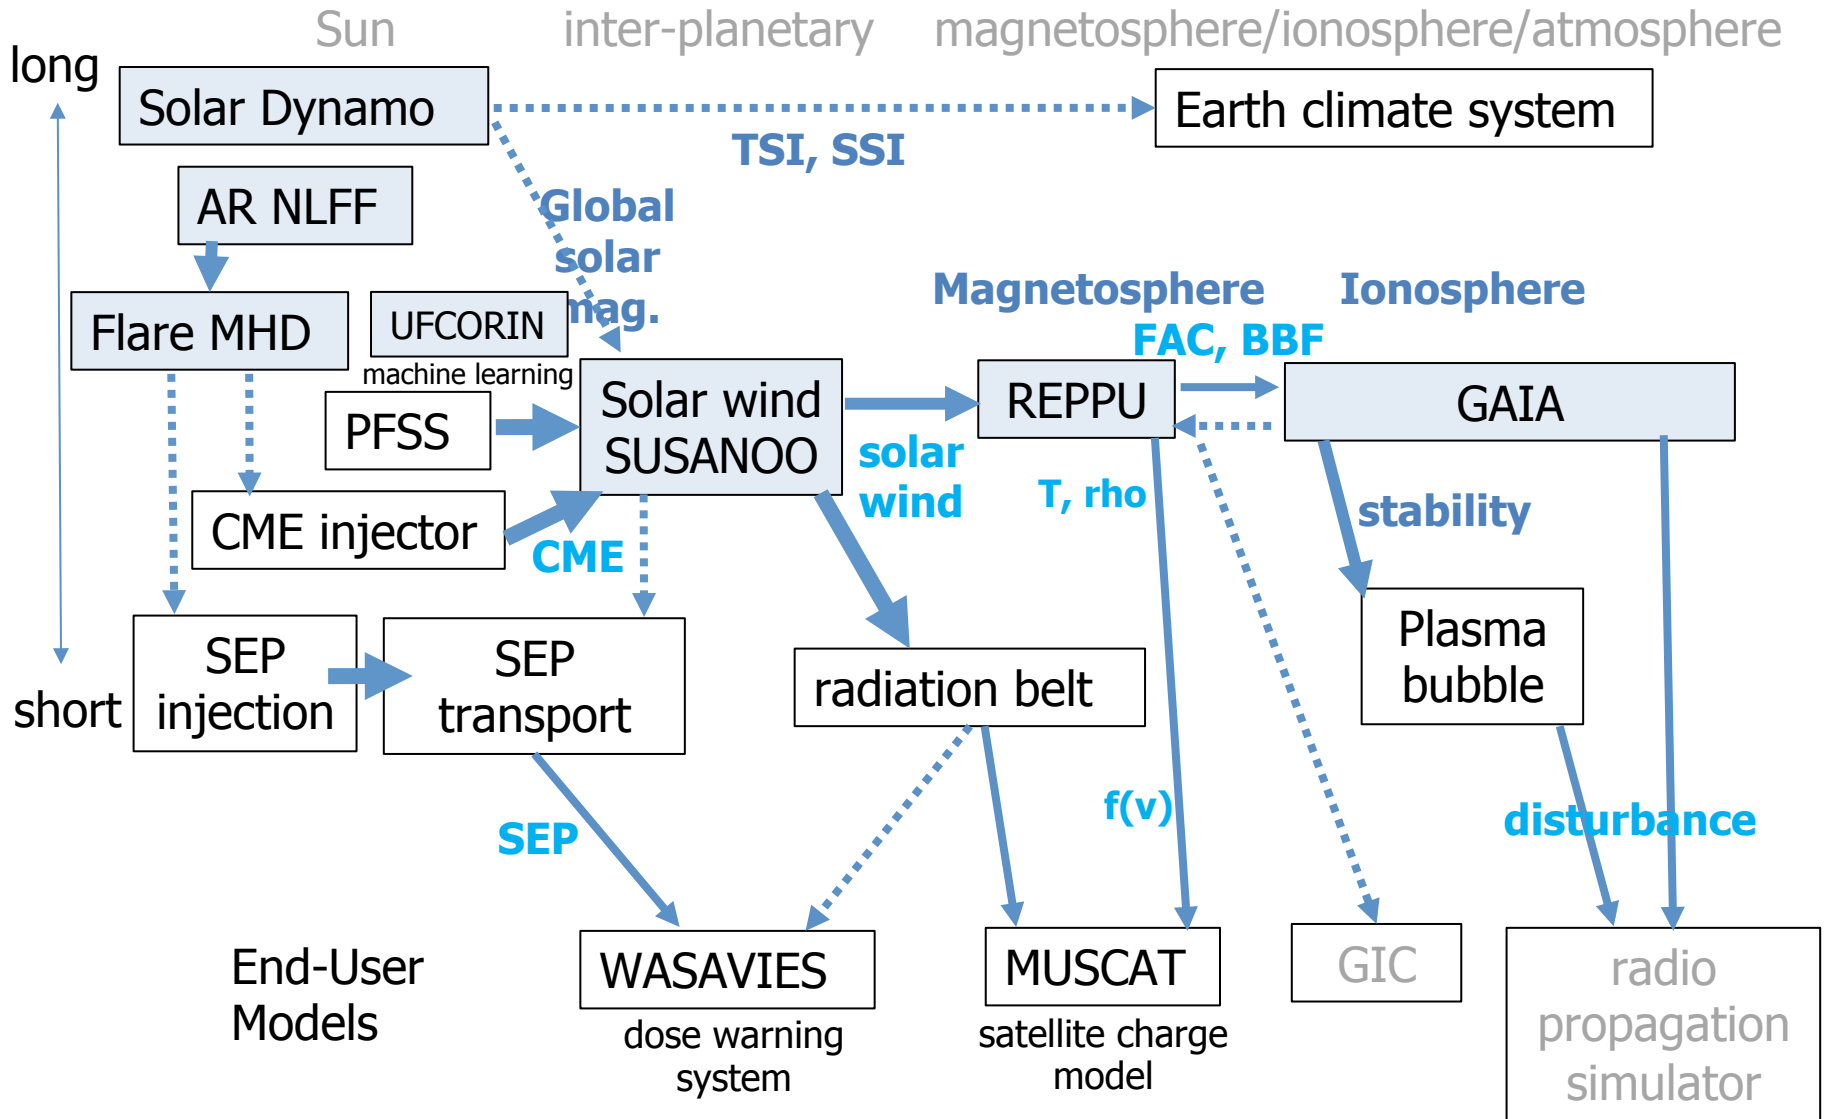 Sun
inter-planetary
magnetosphere/ionosphere/atmosphere
long
Solar Dynamo
Earth climate system
TSI, SSI
AR NLFF
Global
solar
mag.
Magnetosphere
Ionosphere
Flare MHD
UFCORIN
machine learning
FAC, BBF
PFSS
Solar wind
SUSANOO
REPPU
GAIA
solar
wind
T, rho
stability
CME injector
CME
SEP
injection
SEP
transport
short
radiation belt
Plasma
bubble
SEP
f(v)
disturbance
End-User
Models
WASAVIES
dose warning
system
MUSCAT
satellite charge
model
GIC
radio
propagation
simulator